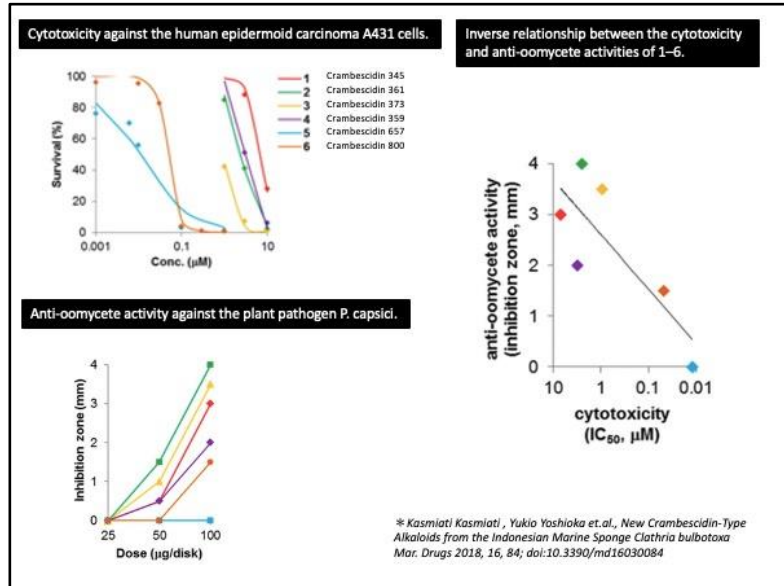 Cytotoxicity against the human epidermoid carcinoma A431 cells.
Survival (%)
100
80
60
40
20
0
0.001
0.1
10
Conc. (μM)
1 Crambescidin 345
2 Crambescidin 361
3 Crambescidin 373
4 Crambescidin 359
5 Crambescidin 657
6 Crambescidin 800
Inverse relationship between the cytotoxicity
and anti-oomycete activities of 1–6.
anti-oomycete activity
(inhibition zone, mm)
4
3
2
1
0
10
1
0.1
0.01
cytotoxicity
(IC50, μM)
Anti-oomycete activity against the plant pathogen P. capsici.
Inhibition zone (mm)
4
3
2
1
0
25
50
100
Dose (μg/disk)
* Kasmiati Kasmiati , Yukio Yoshioka et.al., New Crambescidin-Type
Alkaloids from the Indonesian Marine Sponge Clathria bulbotoxa
Mar. Drugs 2018, 16, 84; doi:10.3390/md16030084